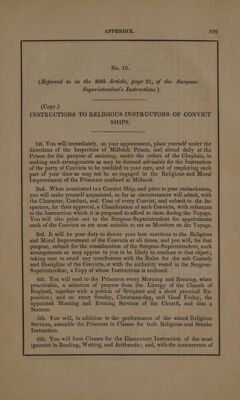 APPENDIX. 109
No. 10.
(Referred to in the 30th Article, page 21, of the Surgeon-
Superintendent's Instructions.)
(Copy.)
INSTRUCTIONS TO RELIGIOUS INSTRUCTORS OF CONVICT
SHIPS.
1st. You will immediately, on your appointment, place yourself under the
directions of the Inspectors of Millbank Prison, and attend daily at the
Prison for the purpose of assisting, under the orders of the Chaplain, in
making such arrangements as may be deemed advisable for the Instruction
of the party of Convicts to be confided to your care, and of employing such
part of your time as may not be so engaged in the Religious and Moral
Improvement of the Prisoners confined at Millbank.
2nd. When nominated to a Convict Ship, and prior to your embarkation,
you will make yourself acquainted, as far as circumstances will admit, with
the Character, Conduct, and Case of every Convict, and submit to the In-
spectors, for their approval, a Classification of such Convicts, with reference
to the Instruction which it is proposed to afford to them during the Voyage.
You will also point out to the Surgeon-Superintendent for appointment
such of the Convicts as are most suitable to act as Monitors on the Voyage.
3rd. It will be your duty to devote your best exertions to the Religious
and Moral Improvement of the Convicts at all times, and you will, for that
purpose, submit for the consideration of the Surgeon-Superintendent, such
arrangements as may appear to you to be likely to conduce to that object;
taking care to avoid any interference with the Rules for the safe Custody
and Discipline of the Convicts, or with the authority vested in the Surgeon-
Superintendent, a Copy of whose Instructions is enclosed.
4th. You will read to the Prisoners every Morning and Evening, when
practicable, a selection of prayers from the Liturgy of the Church of
England, together with a portion of Scripture and a short practical Ex-
position; and on every Sunday, Christmas-day, and Good Friday, the
appointed Morning and Evening Services of the Church, and also a
Sermon.
5th. You will, in addition to the performance of the stated Religious
Services, assemble the Prisoners in Classes for both Religious and Secular
Instruction.
6th. You will form Classes for the Elementary Instruction of the most
ignorant in Reading, Writing, and Arithmetic; and, with the concurrence of